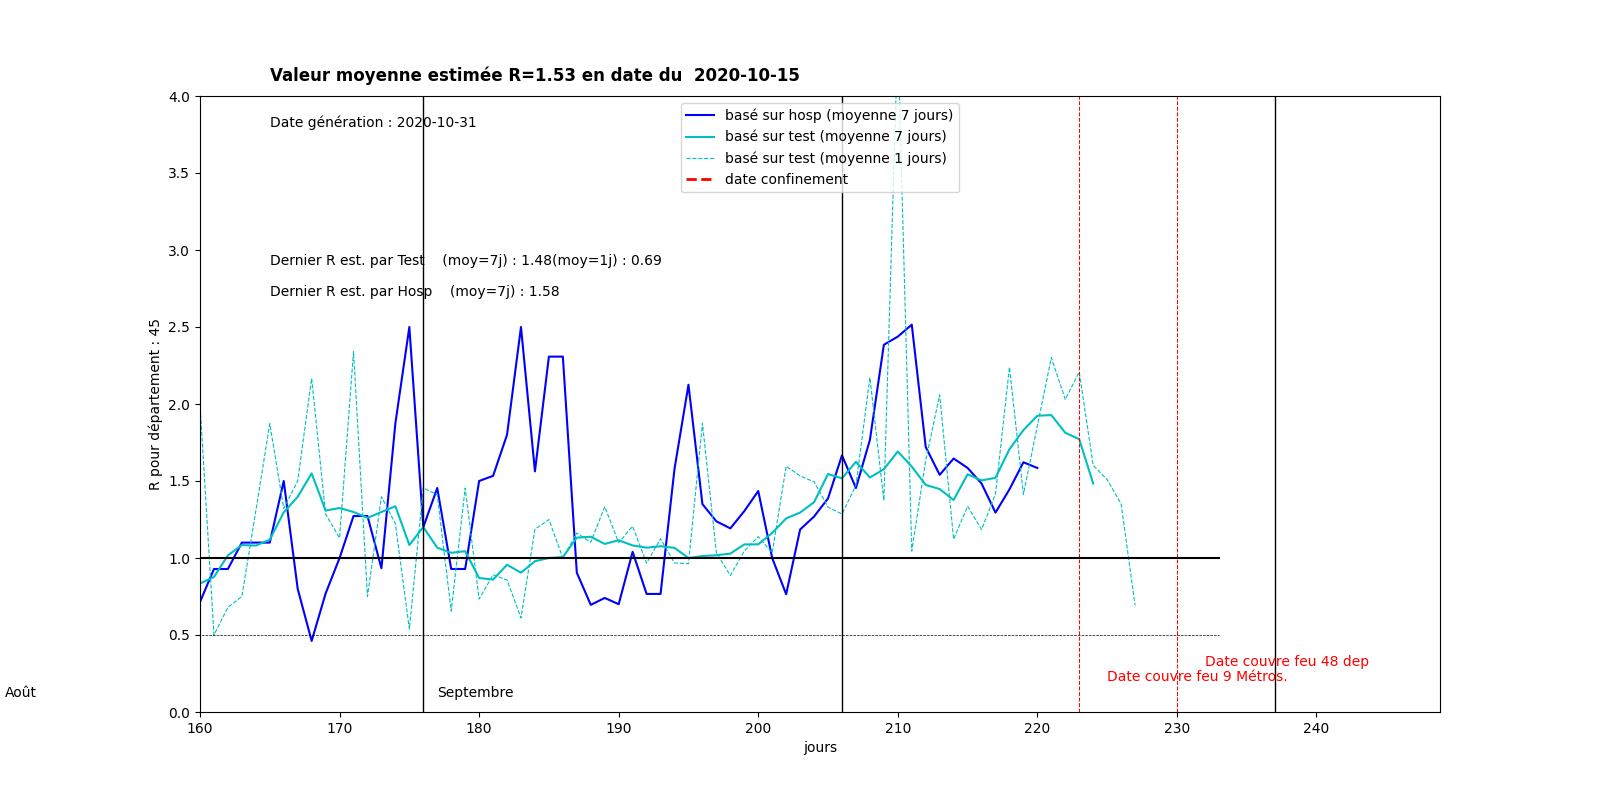 Valeur moyenne estimée R=1.53 en date du  2020-10-15
4.0
Date génération : 2020-10-31
basé sur hosp (moyenne 7 jours)
basé sur test (moyenne 7 jours)
basé sur test (moyenne 1 jours)
date confinement
3.5
3.0
Dernier R est. par Test    (moy=7j) : 1.48(moy=1j) : 0.69
Dernier R est. par Hosp    (moy=7j) : 1.58
2.5
R pour département : 45
2.0
1.5
1.0
0.5
Date couvre feu 48 dep
Date couvre feu 9 Métros.
Août
Septembre
0.0
160 170 180 190 200 210 220 230 240
jours